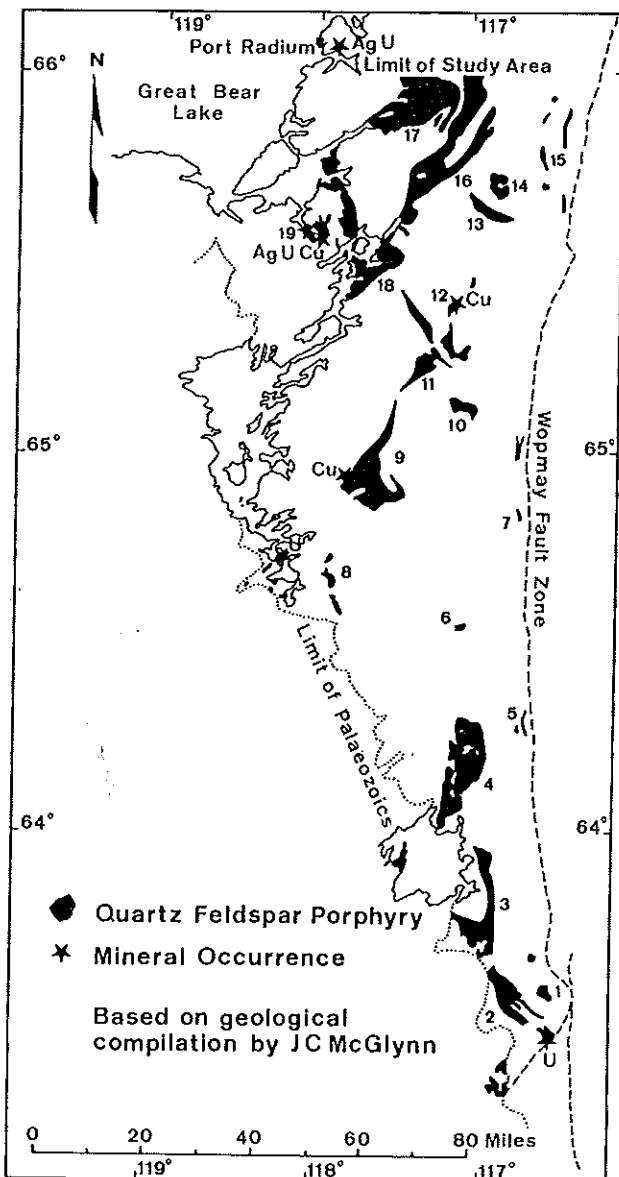 119°
117°
Port Radium
Ag U
66°
Limit of Study Area
N
Great Bear
Lake
17
15
16
14
13
19
Ag U Cu
18
12
Cu
11
10
65°
65°
Cu
9
Wopmay Fault Zone
7
U
8
6
Limit of Palaeozoics
5
4
64°
64°
3
Quartz Feldspar Porphyry
Mineral Occurrence
1
2
Based on geological
compilation by JC McGlynn
U
0 20 40 60 80 Miles
119° 118° 117°